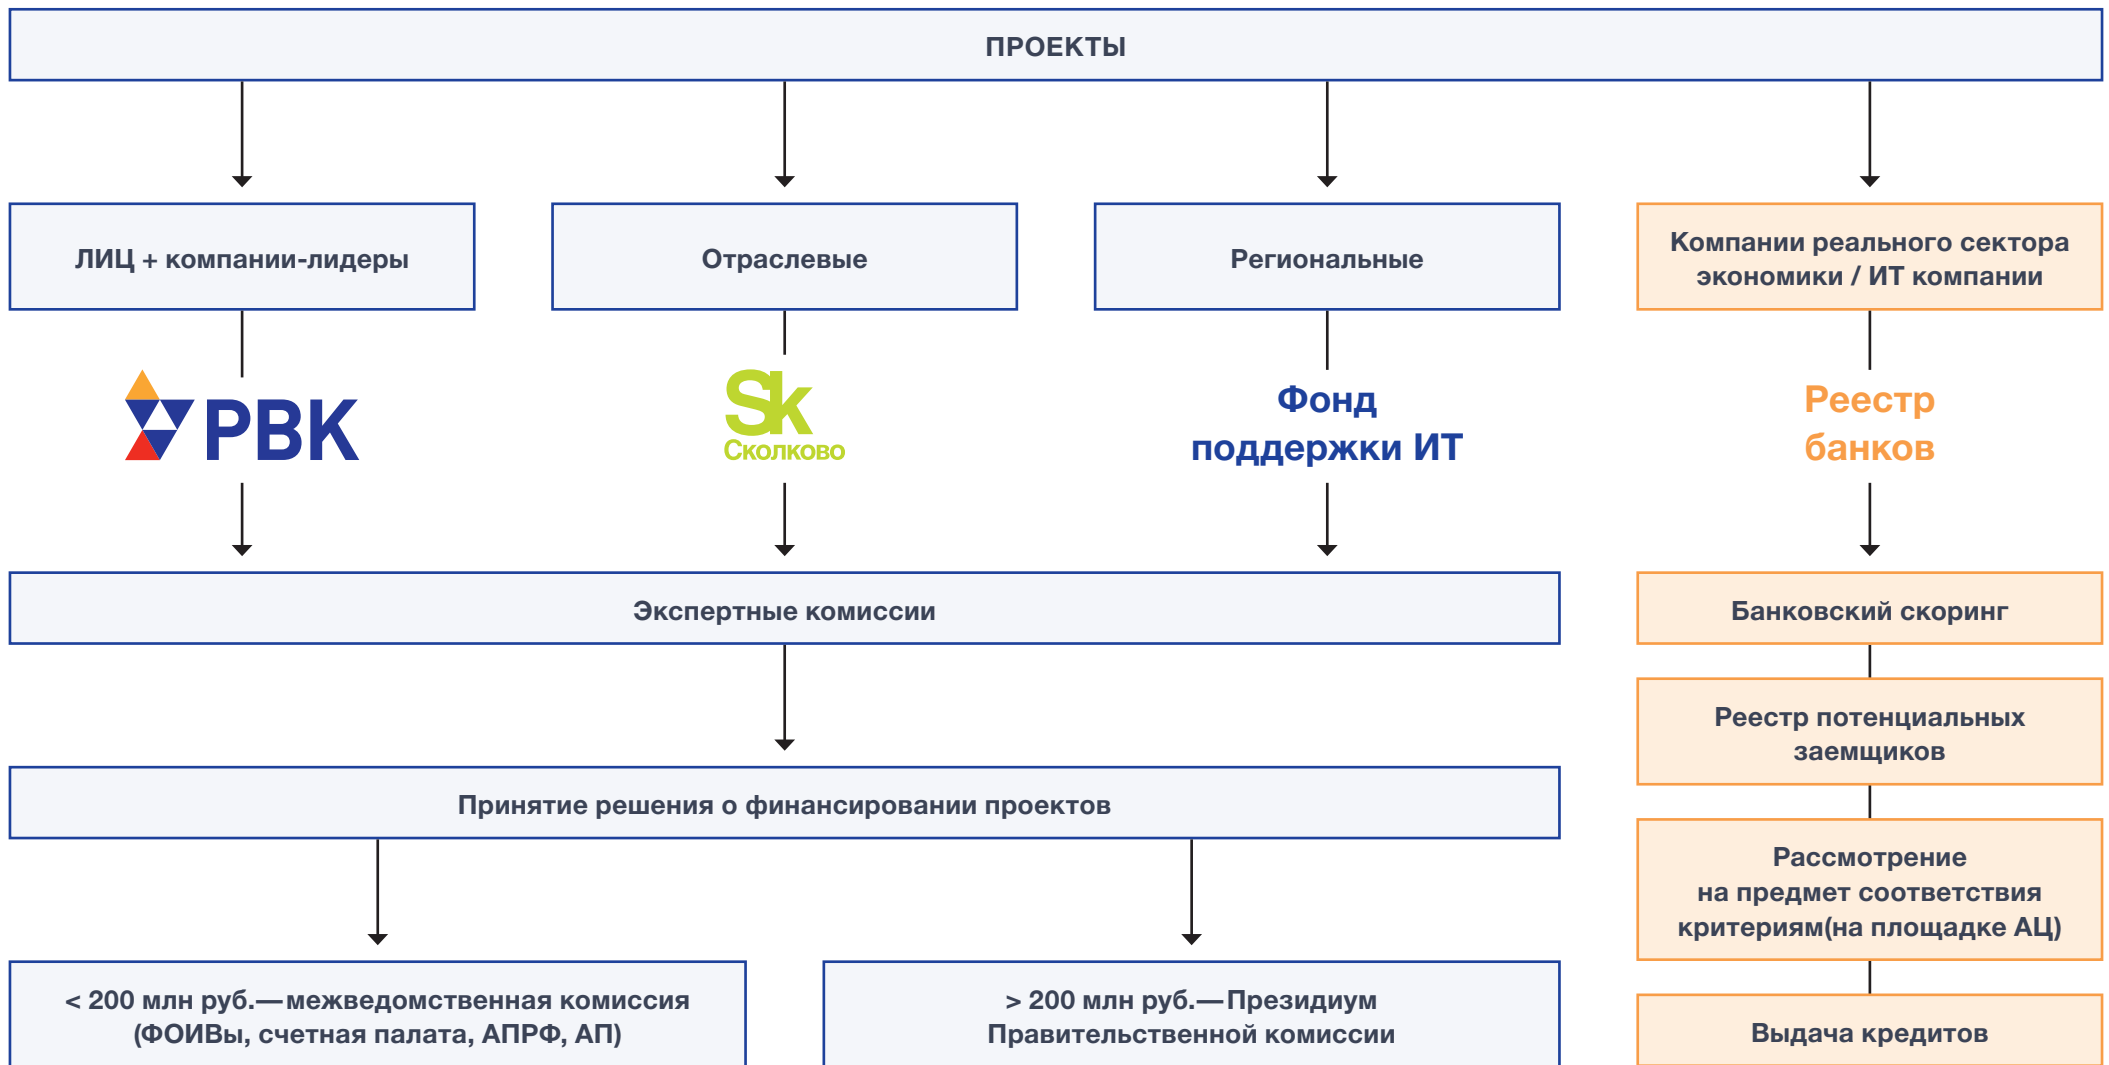 ПРОЕКТЫ
ЛИЦ + компании-лидеры
Отраслевые
Региональные
Компании реального сектора
экономики / ИТ компании
РВК
Sk
Сколково
Фонд
поддержки ИТ
Реестр
банков
Экспертные комиссии
Банковский скоринг
Реестр потенциальных
заемщиков
Принятие решения о финансировании проектов
Рассмотрение
на предмет соответствия
критериям(на площадке АЦ)
< 200 млн руб.—межведомственная комиссия
(ФОИВы, счетная палата, АПРФ, АП)
> 200 млн руб.—Президиум
Правительственной комиссии
Выдача кредитов